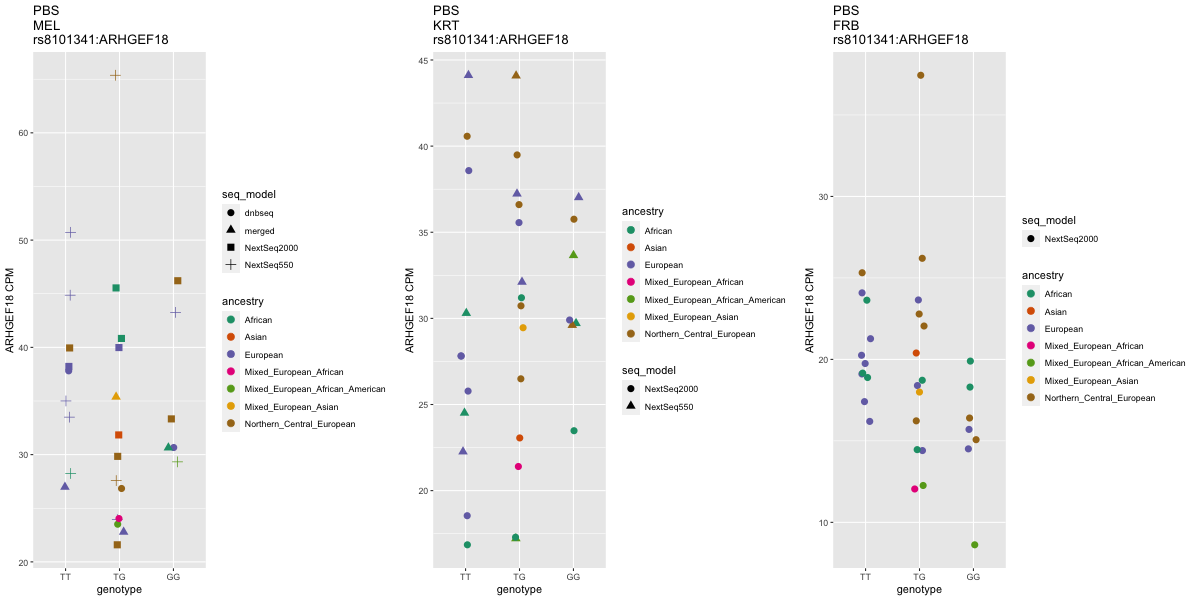 PBS
MEL
rs8101341:ARHGEF18
60
50
40
30
20
ARHGEF18 CPM
TT
TG
GG
genotype
seq_model
dnbseq
merged
NextSeq2000
NextSeq550
ancestry
African
Asian
European
Mixed_European_African
Mixed_European_African_American
Mixed_European_Asian
Northern_Central_European
PBS
KRT
rs8101341:ARHGEF18
45
40
35
30
25
20
ARHGEF18 CPM
TT
TG
GG
genotype
ancestry
African
Asian
European
Mixed_European_African
Mixed_European_African_American
Mixed_European_Asian
Northern_Central_European
seq_model
NextSeq2000
NextSeq550
PBS
FRB
rs8101341:ARHGEF18
30
20
10
ARHGEF18 CPM
TT
TG
GG
genotype
seq_model
NextSeq2000
ancestry
African
Asian
European
Mixed_European_African
Mixed_European_African_American
Mixed_European_Asian
Northern_Central_European